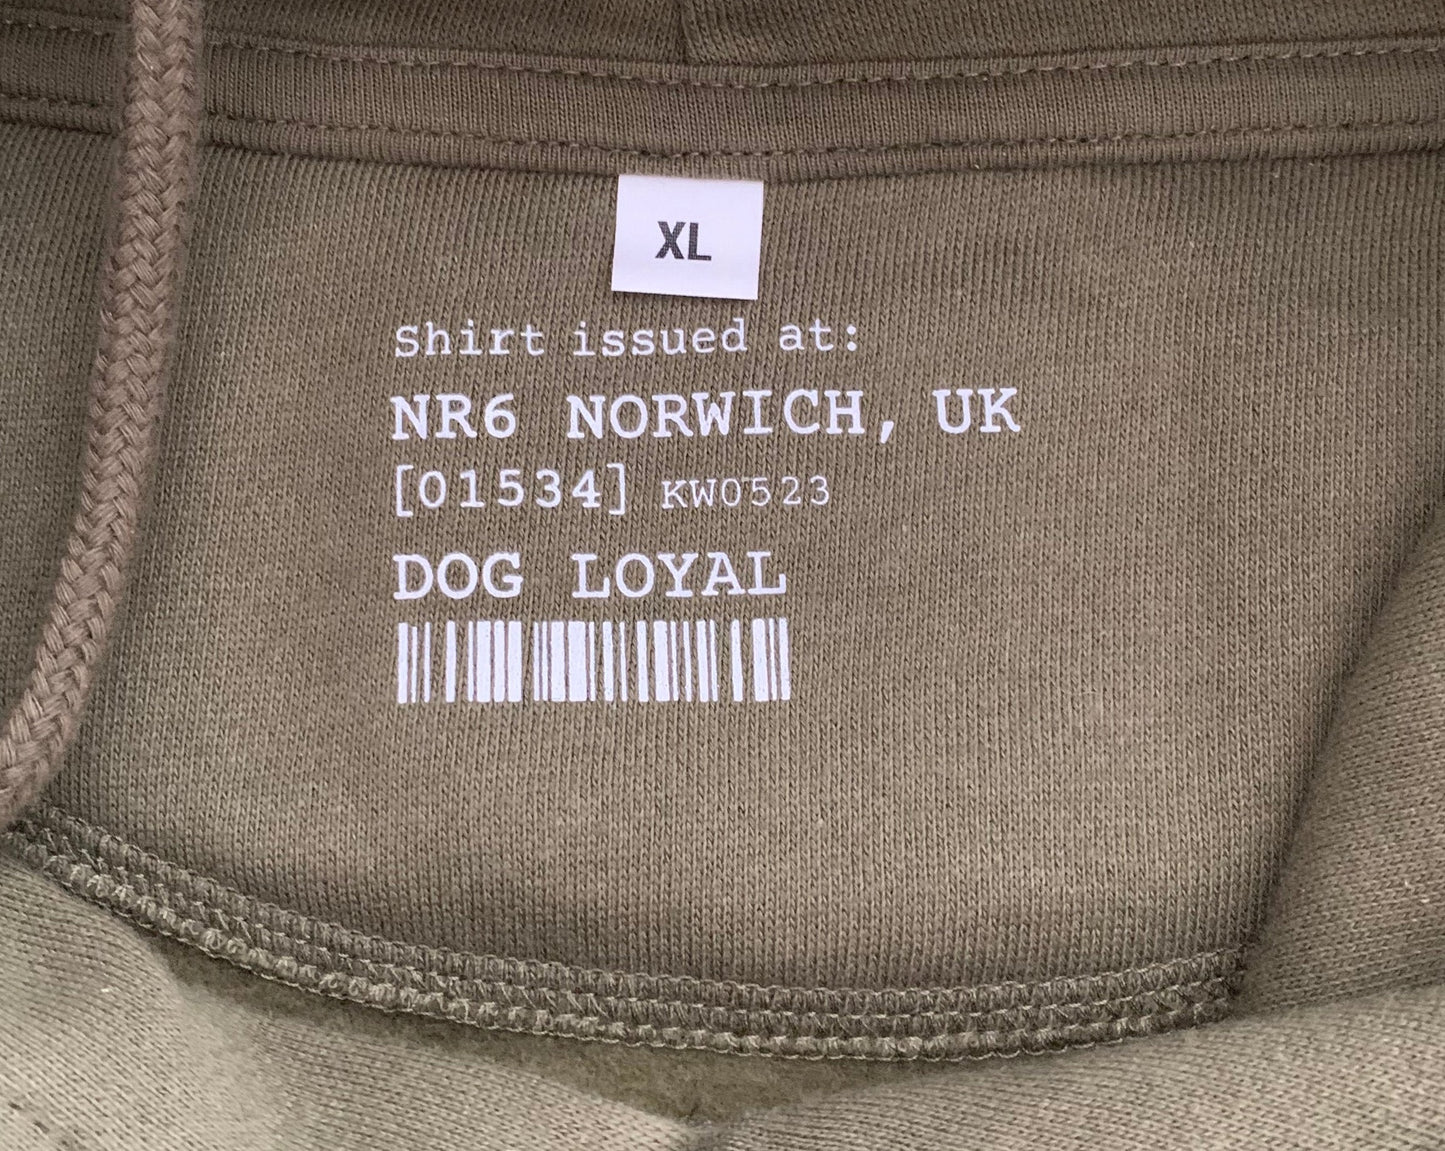 XL
Shirt issued at:
NR6 NORWICH, UK
[01534] KW0523
DOG LOYAL